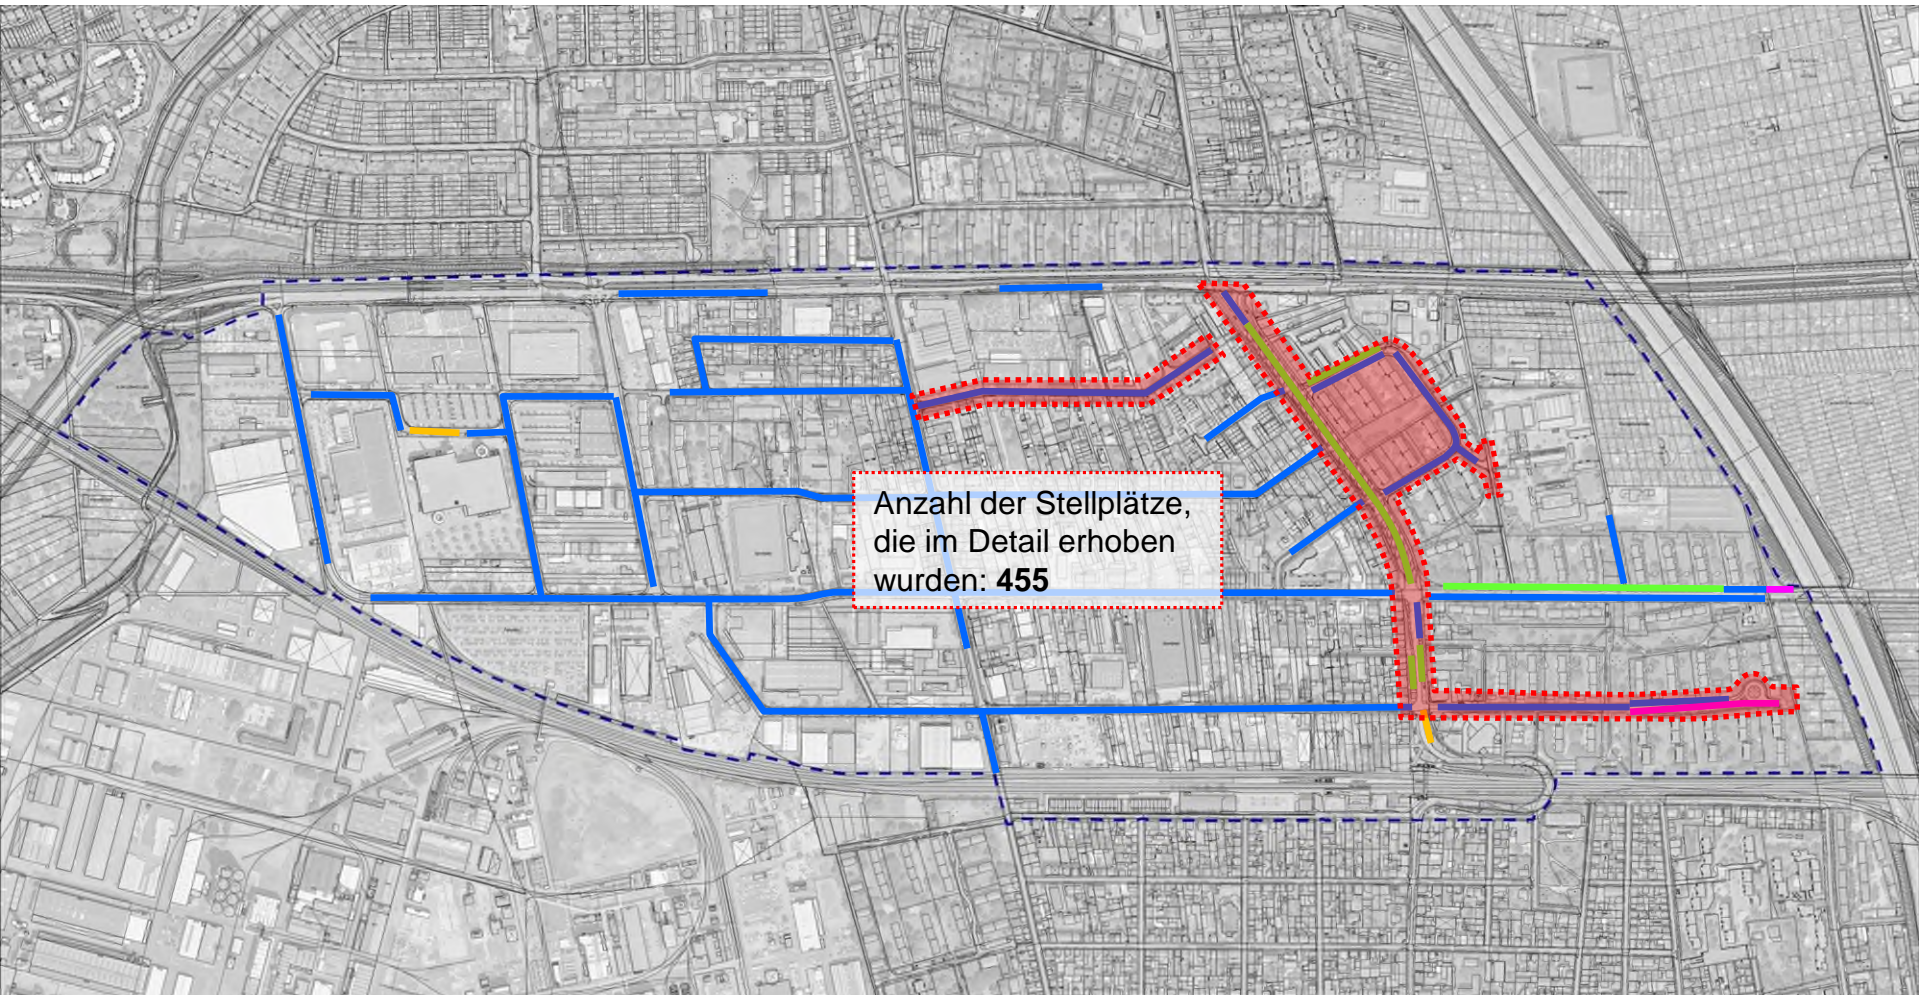 Anzahl der Stellplätze,
die im Detail erhoben
wurden: 455